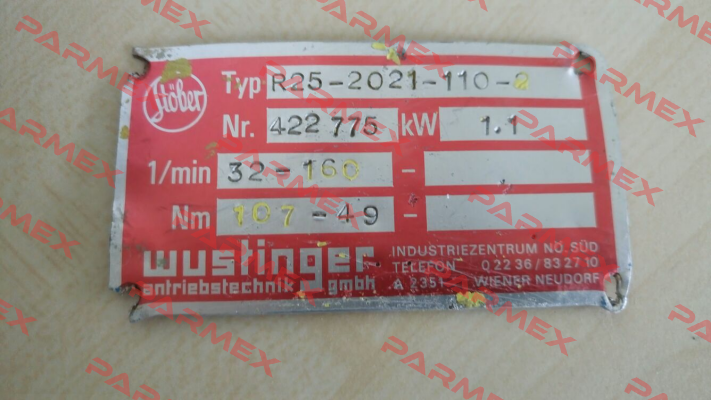 Stöber
Typ R25-2021-110-2
Nr. 422 775 kW 1.1
1/min 32-160 -
Nm 107-49 -
wustinger
antriebstechnik gmbh
INDUSTRIEZENTRUM NÖ. SÜD
TELEFON 0 22 36/83 27 10
A 2351 WIENER NEUDORF
PARMEX